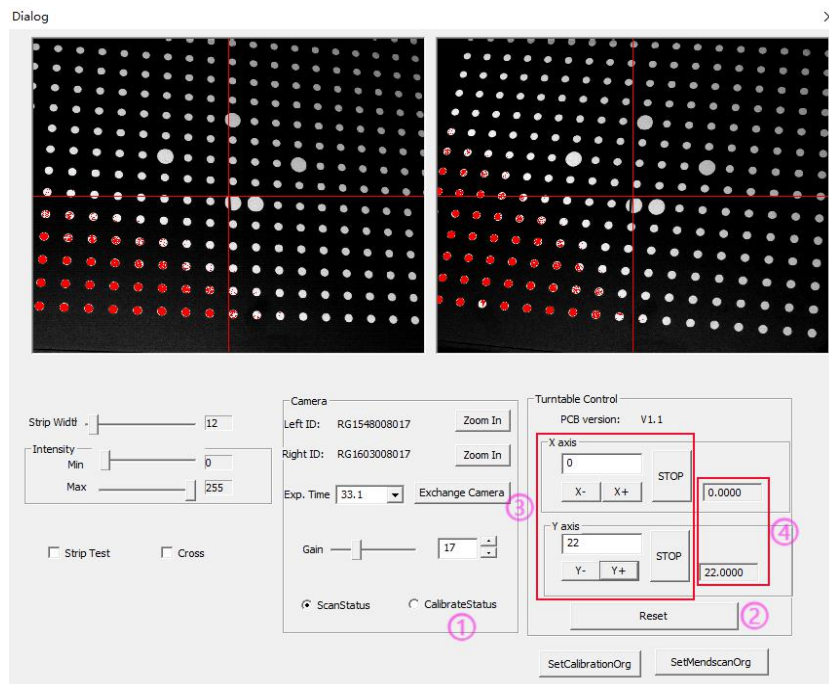 Dialog
Strip Width
12
Intensity
Min
0
Max
255
Strip Test
Cross
Camera
Left ID: RG1548008017
Zoom In
Right ID: RG1603008017
Zoom In
Exp. Time
33.1
Exchange Camera
Gain
17
ScanStatus
CalibrateStatus
①
Turntable Control
PCB version: V1.1
X axis
0
X-
X+
STOP
0.0000
③
④
Y axis
22
Y-
Y+
STOP
22.0000
Reset
②
SetCalibrationOrg
SetMendscanOrg